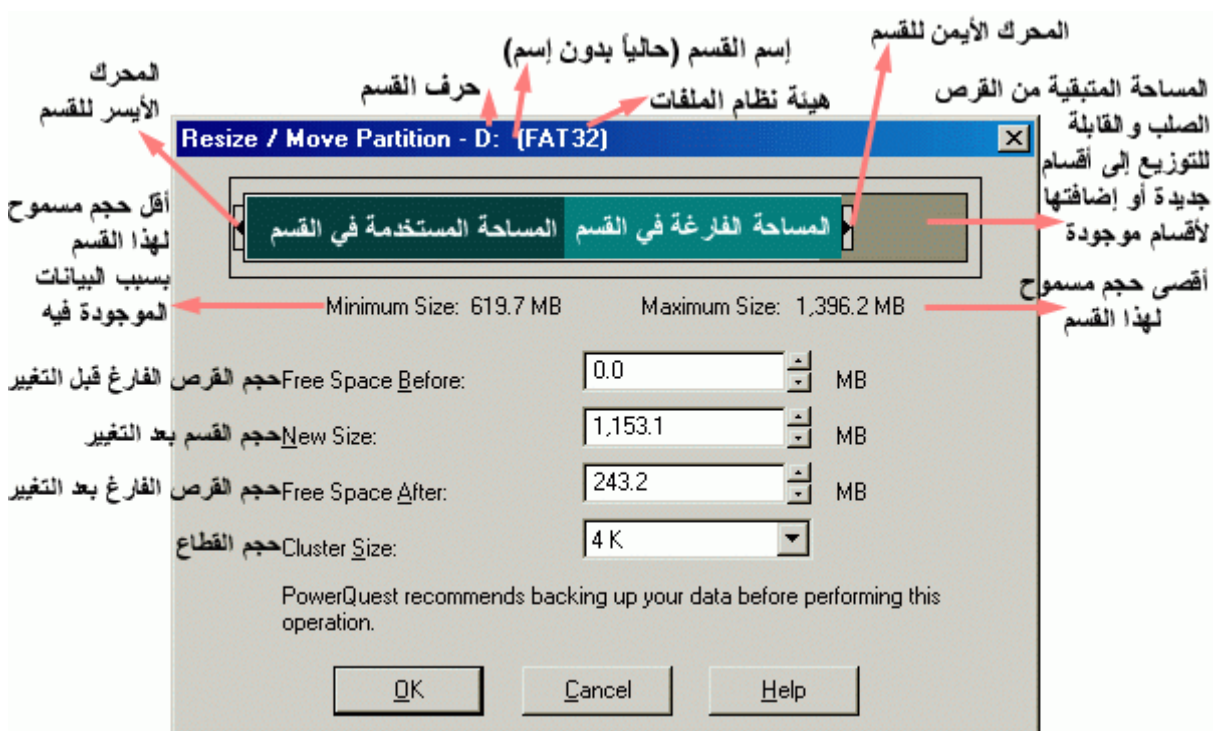 المحرك الأيمن للقسم
إسم القسم (حالياً بدون إسم)
المحرك
الأيسر للقسم
حرف القسم
هيئة نظام الملفات
المساحة المتبقية من القرص
الصلب و القابلة
للتوزيع إلى أقسام
جديدة أو إضافتها
لأقسام موجودة
Resize / Move Partition - D: (FAT32)
المساحة الفارغة في القسم
المساحة المستخدمة في القسم
أقل حجم مسموح
لهذا القسم
بسبب البيانات
الموجودة فيه
أقصى حجم مسموح
لهذا القسم
Minimum Size: 619.7 MB
Maximum Size: 1,396.2 MB
حجم القرص الفارغ قبل التغيير
Free Space Before: 0.0 MB
حجم القسم بعد التغيير
New Size: 1,153.1 MB
حجم القرص الفارغ بعد التغيير
Free Space After: 243.2 MB
حجم القطاع
Cluster Size: 4 K
PowerQuest recommends backing up your data before performing this
operation.
OK Cancel Help